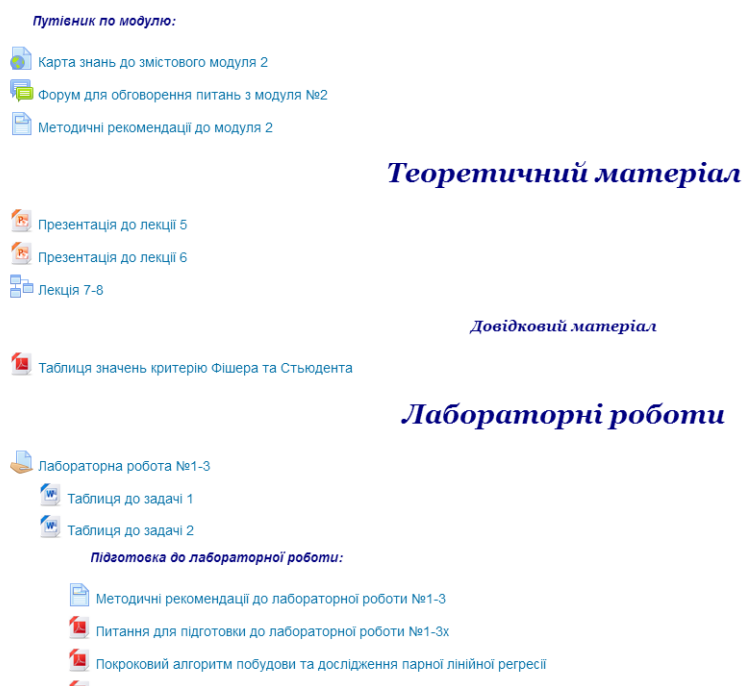 Путівник по модулю:
Карта знань до змістового модуля 2
Форум для обговорення питань з модуля №2
Методичні рекомендації до модуля 2
Теоретичний матеріал
Презентація до лекції 5
Презентація до лекції 6
Лекція 7-8
Довідковий матеріал
Таблиця значень критерію Фішера та Стьюдента
Лабораторні роботи
Лабораторна робота №1-3
Таблиця до задачі 1
Таблиця до задачі 2
Підготовка до лабораторної роботи:
Методичні рекомендації до лабораторної роботи №1-3
Питання для підготовки до лабораторної роботи №1-3х
Покроковий алгоритм побудови та дослідження парної лінійної регресії